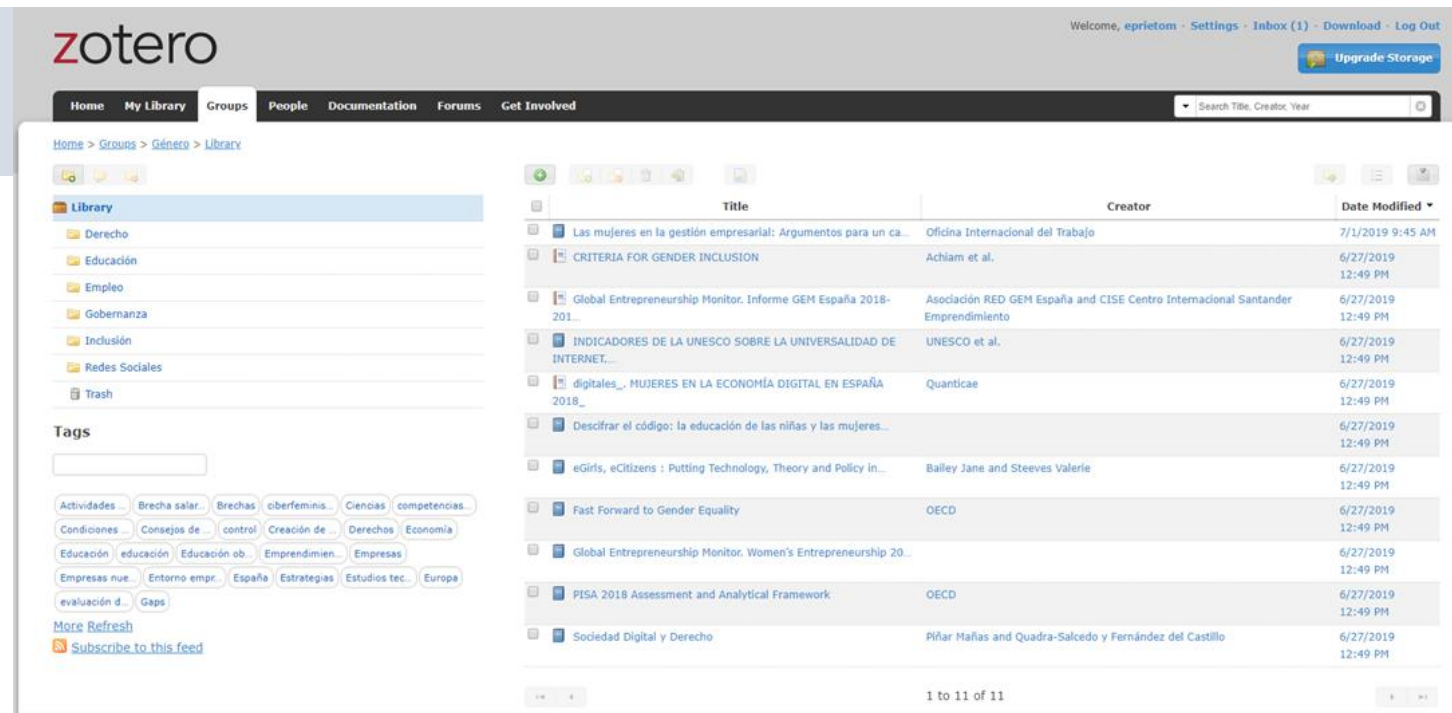 zotero
Welcome, eprietom · Settings · Inbox (1) · Download · Log Out
Upgrade Storage
Home My Library Groups People Documentation Forums Get Involved
Search Title, Creator, Year
Home > Groups > Género > Library
Library
Derecho
Educación
Empleo
Gobernanza
Inclusión
Redes Sociales
Trash
Tags
Actividades ... Brecha salar... Brechas ciberfeminis... Ciencias competencias...
Condiciones ... Consejos de ... control Creación de ... Derechos Economía
Educación educación Educación ob... Emprendimien... Empresas
Empresas nue... Entorno empr... España Estrategias Estudios tec... Europa
evaluación d... Gaps
More Refresh
Subscribe to this feed
Title Creator Date Modified
Las mujeres en la gestión empresarial: Argumentos para un ca... Oficina Internacional del Trabajo 7/1/2019 9:45 AM
CRITERIA FOR GENDER INCLUSION Achiam et al. 6/27/2019
12:49 PM
Global Entrepreneurship Monitor. Informe GEM España 2018- Asociación RED GEM España and CISE Centro Internacional Santander 6/27/2019
201... Emprendimiento 12:49 PM
INDICADORES DE LA UNESCO SOBRE LA UNIVERSALIDAD DE UNESCO et al. 6/27/2019
INTERNET.... 12:49 PM
digitales_. MUJERES EN LA ECONOMÍA DIGITAL EN ESPAÑA Quanticae 6/27/2019
2018_ 12:49 PM
Descifrar el código: la educación de las niñas y las mujeres... 6/27/2019
12:49 PM
eGirls, eCitizens : Putting Technology, Theory and Policy in... Bailey Jane and Steeves Valerie 6/27/2019
12:49 PM
Fast Forward to Gender Equality OECD 6/27/2019
12:49 PM
Global Entrepreneurship Monitor. Women's Entrepreneurship 20... 6/27/2019
12:49 PM
PISA 2018 Assessment and Analytical Framework OECD 6/27/2019
12:49 PM
Sociedad Digital y Derecho Piñar Mañas and Quadra-Salcedo y Fernández del Castillo 6/27/2019
12:49 PM
1 to 11 of 11